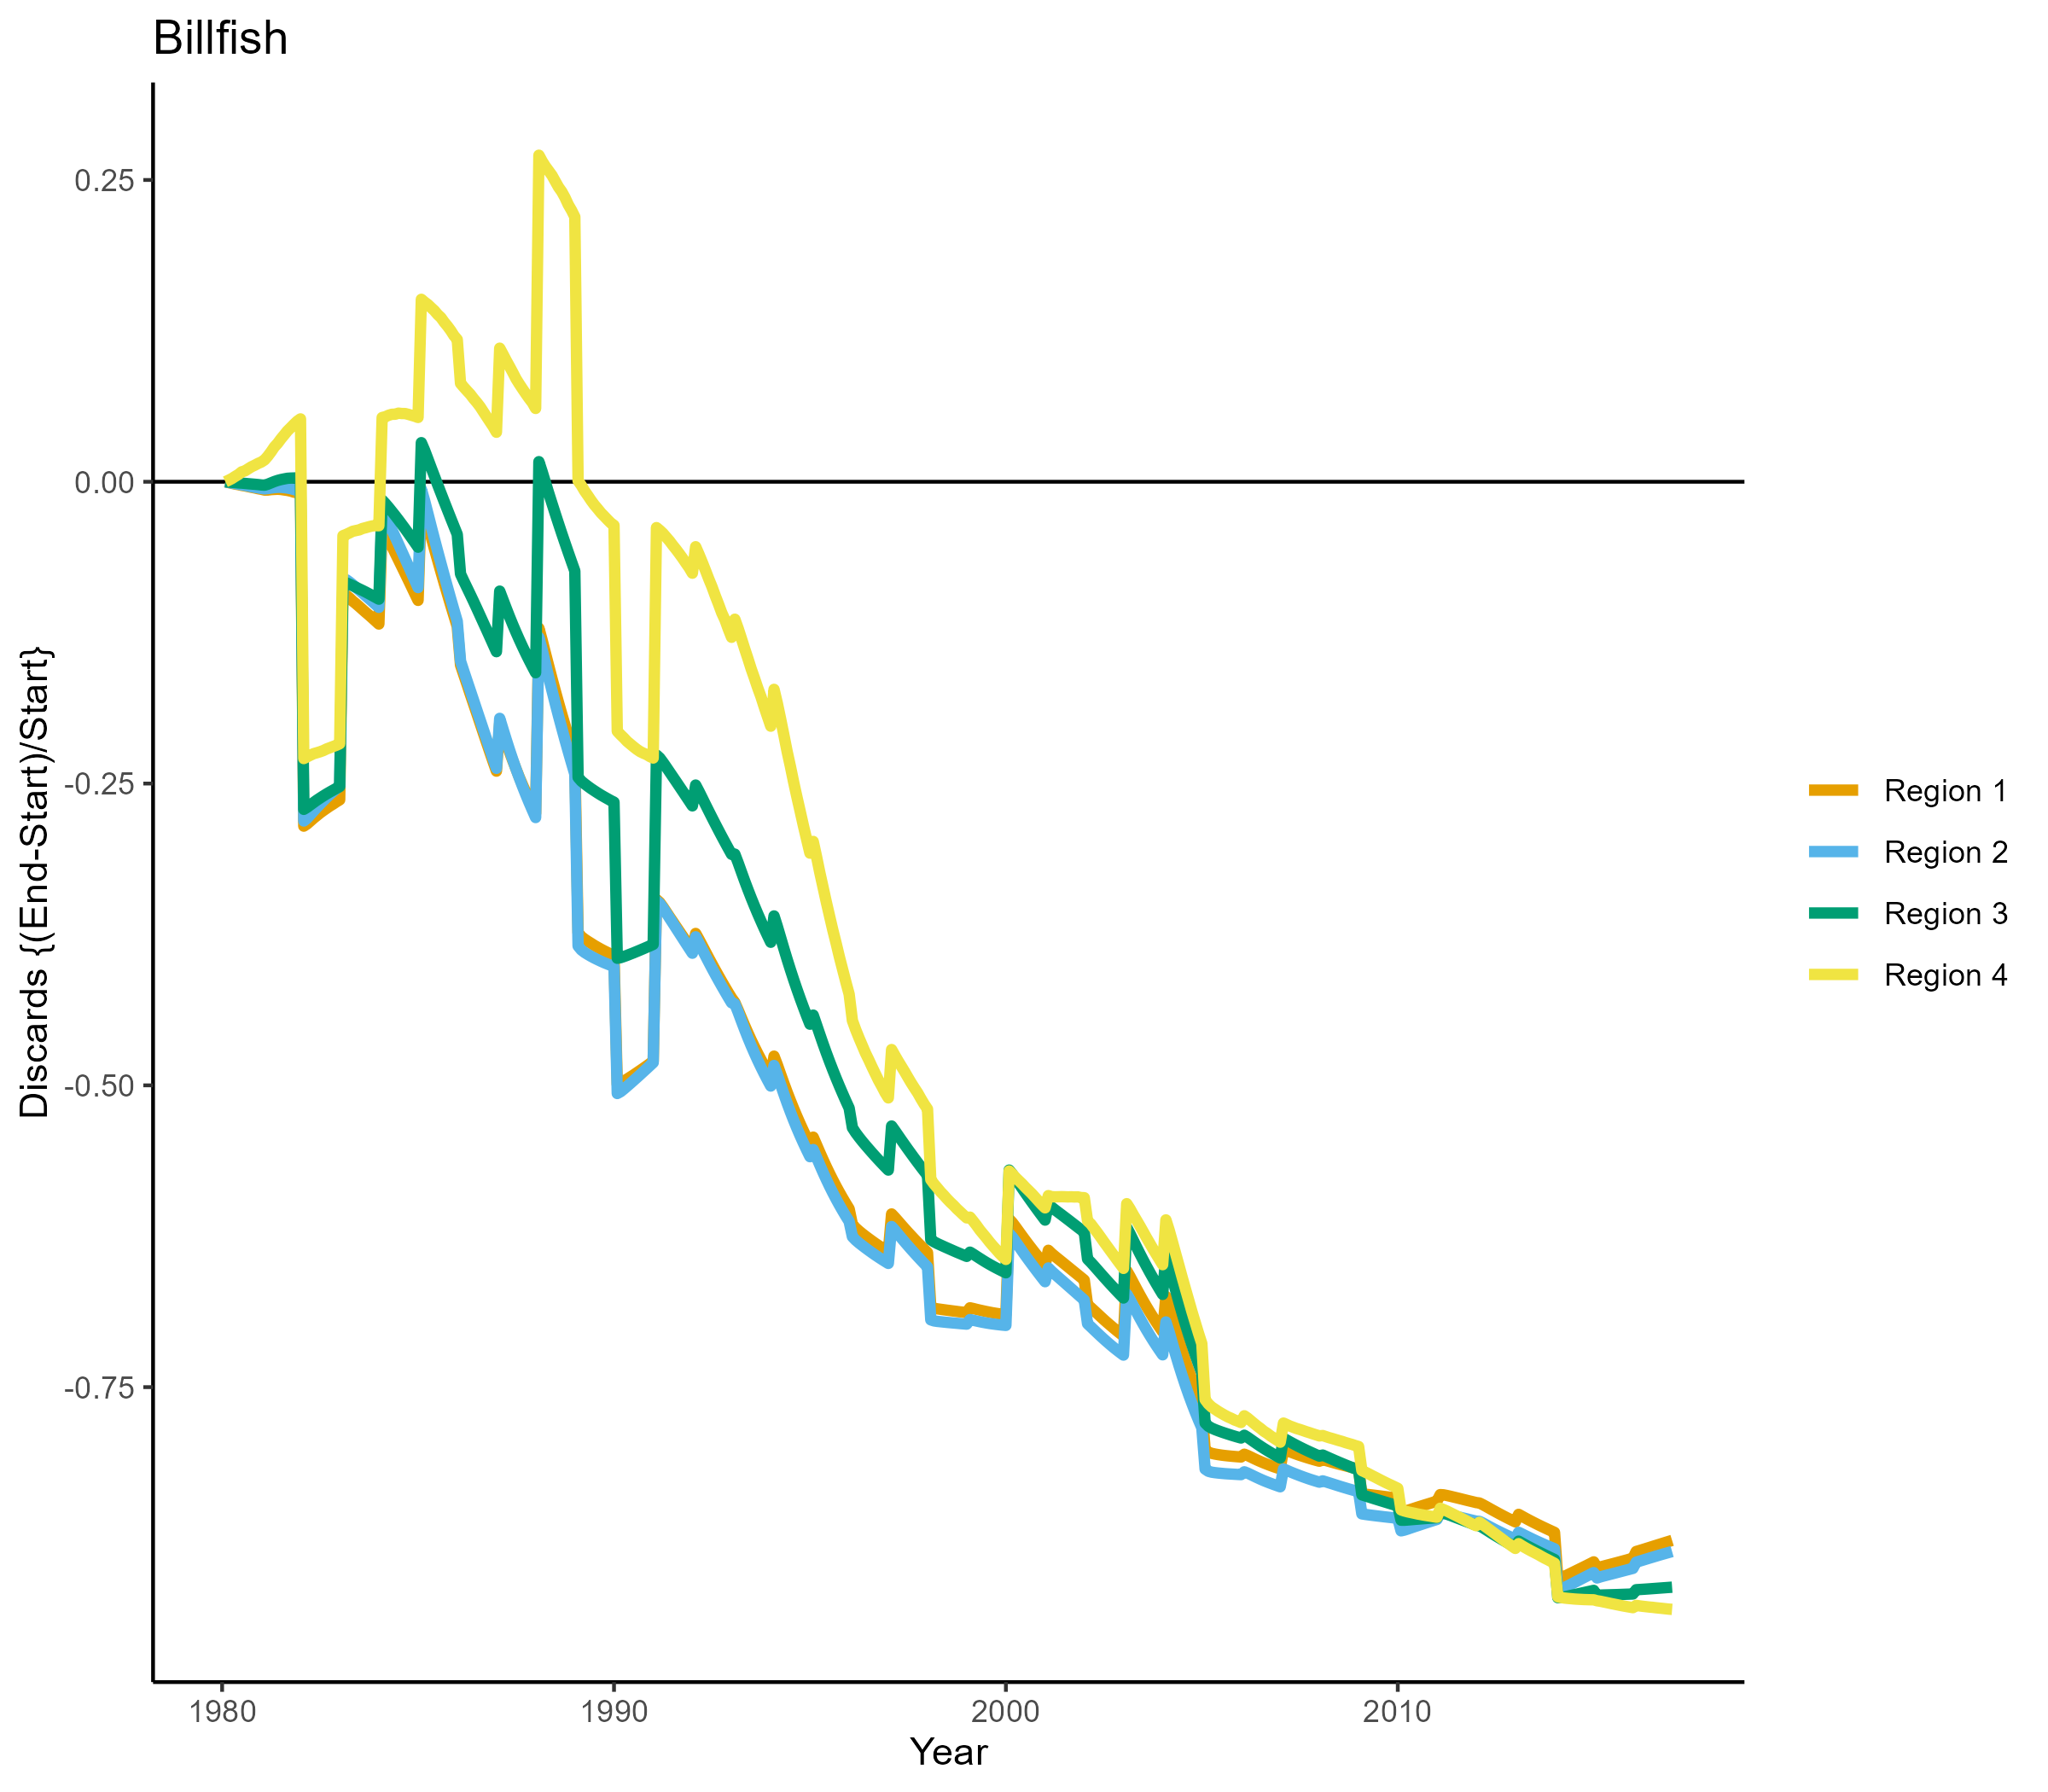 Billfish
Discards {(End-Start)/Start}
0.25
0.00
-0.25
-0.50
-0.75
1980
1990
2000
2010
Year
Region 1
Region 2
Region 3
Region 4